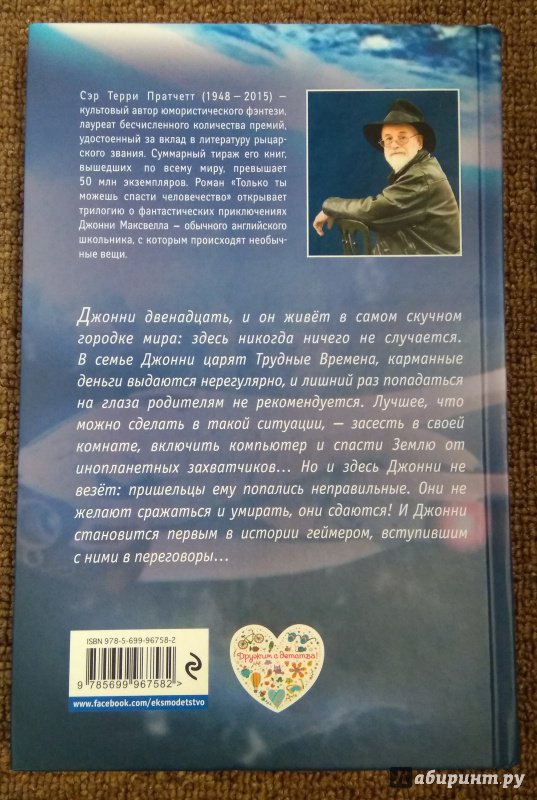 Сэр Терри Пратчетт (1948 – 2015) –
культовый автор юмористического фэнтези,
лауреат бесчисленного количества премий,
удостоенный за вклад в литературу рыцар-
ского звания. Суммарный тираж его книг,
вышедших по всему миру, превышает
50 млн экземпляров. Роман «Только ты
можешь спасти человечество» открывает
трилогию о фантастических приключениях
Джонни Максвелла – обычного английского
школьника, с которым происходят необыч-
ные вещи.
Джонни двенадцать, и он живёт в самом скучном
городке мира: здесь никогда ничего не случается.
В семье Джонни царят Трудные Времена, карманные
деньги выдаются нерегулярно, и лишний раз попадаться
на глаза родителям не рекомендуется. Лучшее, что
можно сделать в такой ситуации, – засесть в своей
комнате, включить компьютер и спасти Землю от
инопланетных захватчиков... Но и здесь Джонни не
везёт: пришельцы ему попались неправильные. Они не
желают сражаться и умирать, они сдаются! И Джонни
становится первым в истории геймером, вступившим
с ними в переговоры...
ISBN 978-5-699-96758-2
9 785699 967582 >
www.facebook.com/eksmodetstvo
Дружим с детства!
лабиринт.ру